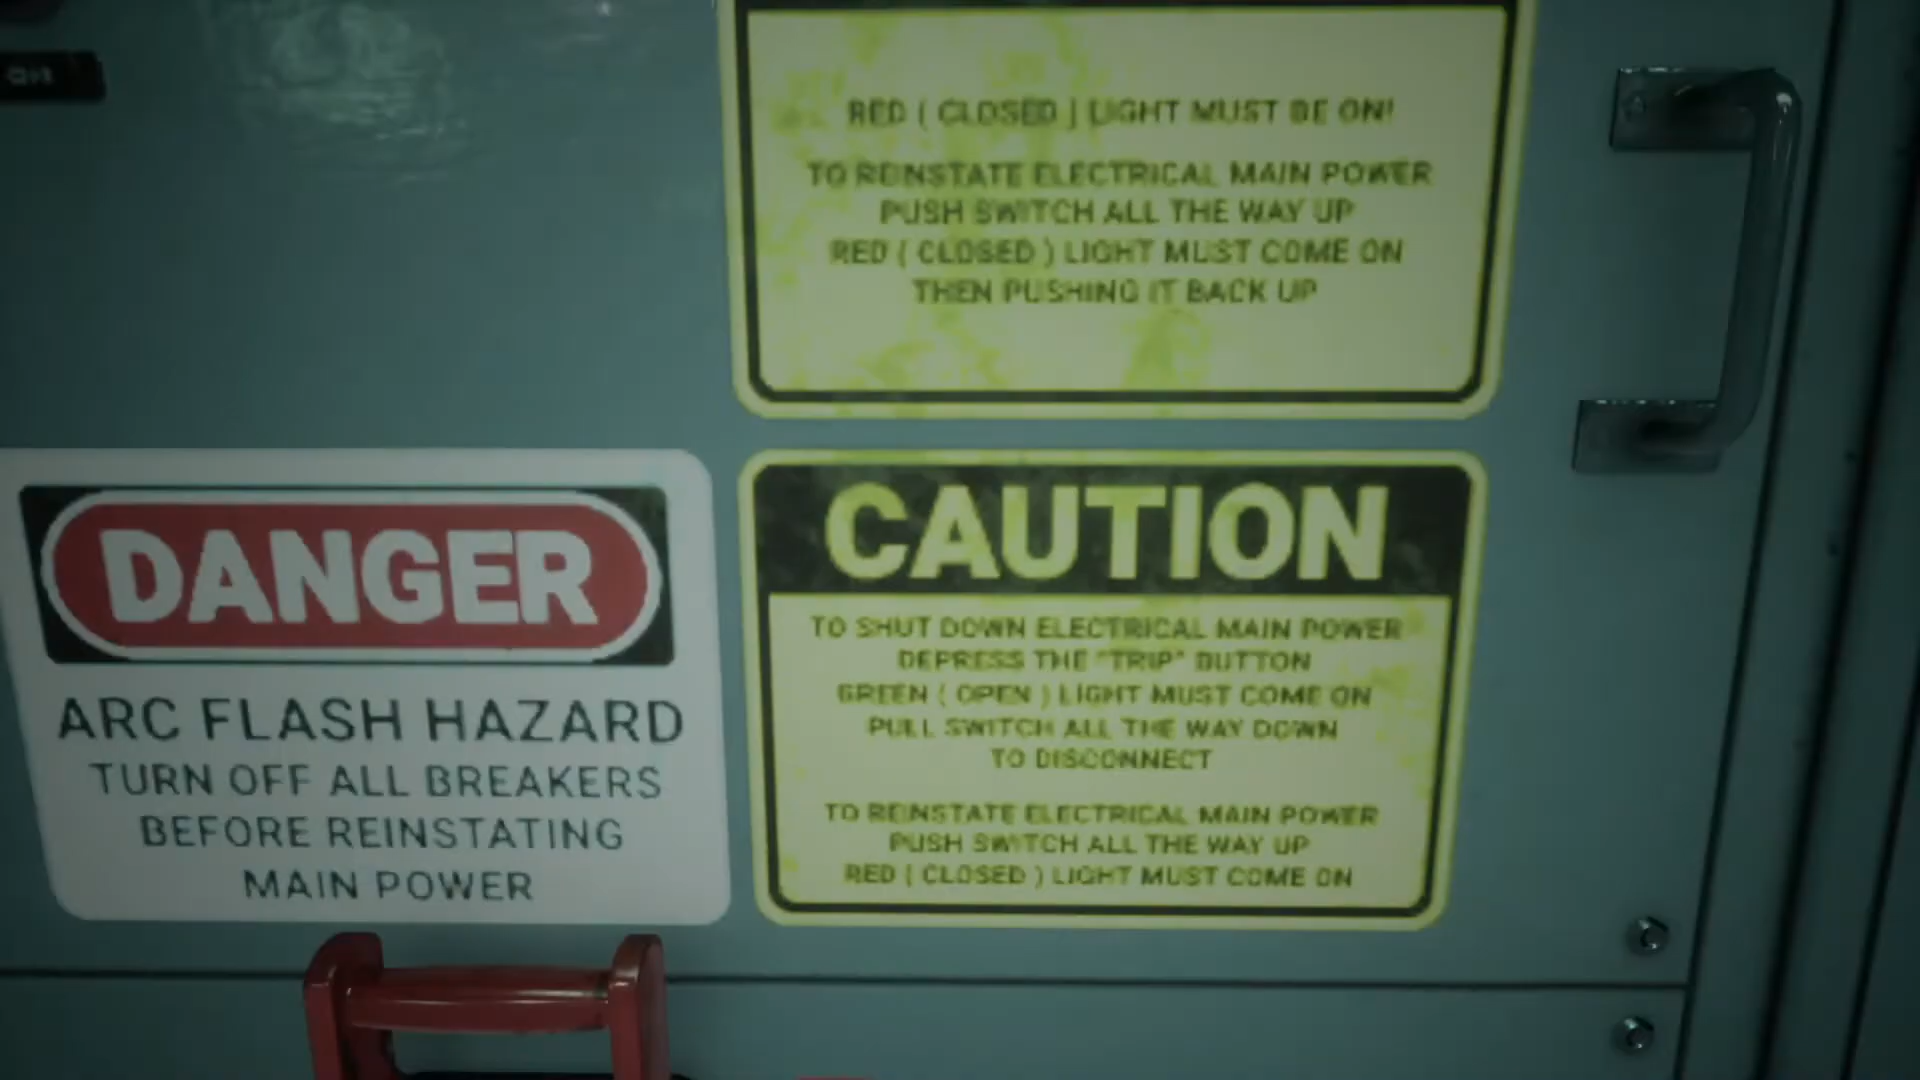 RED ( CLOSED ) LIGHT MUST BE ON!
TO REINSTATE ELECTRICAL MAIN POWER
PUSH SWITCH ALL THE WAY UP
RED ( CLOSED ) LIGHT MUST COME ON
THEN PUSHING IT BACK UP
DANGER
ARC FLASH HAZARD
TURN OFF ALL BREAKERS
BEFORE REINSTATING
MAIN POWER
CAUTION
TO SHUT DOWN ELECTRICAL MAIN POWER
DEPRESS THE "TRIP" BUTTON
GREEN ( OPEN ) LIGHT MUST COME ON
PULL SWITCH ALL THE WAY DOWN
TO DISCONNECT
TO REINSTATE ELECTRICAL MAIN POWER
PUSH SWITCH ALL THE WAY UP
RED ( CLOSED ) LIGHT MUST COME ON